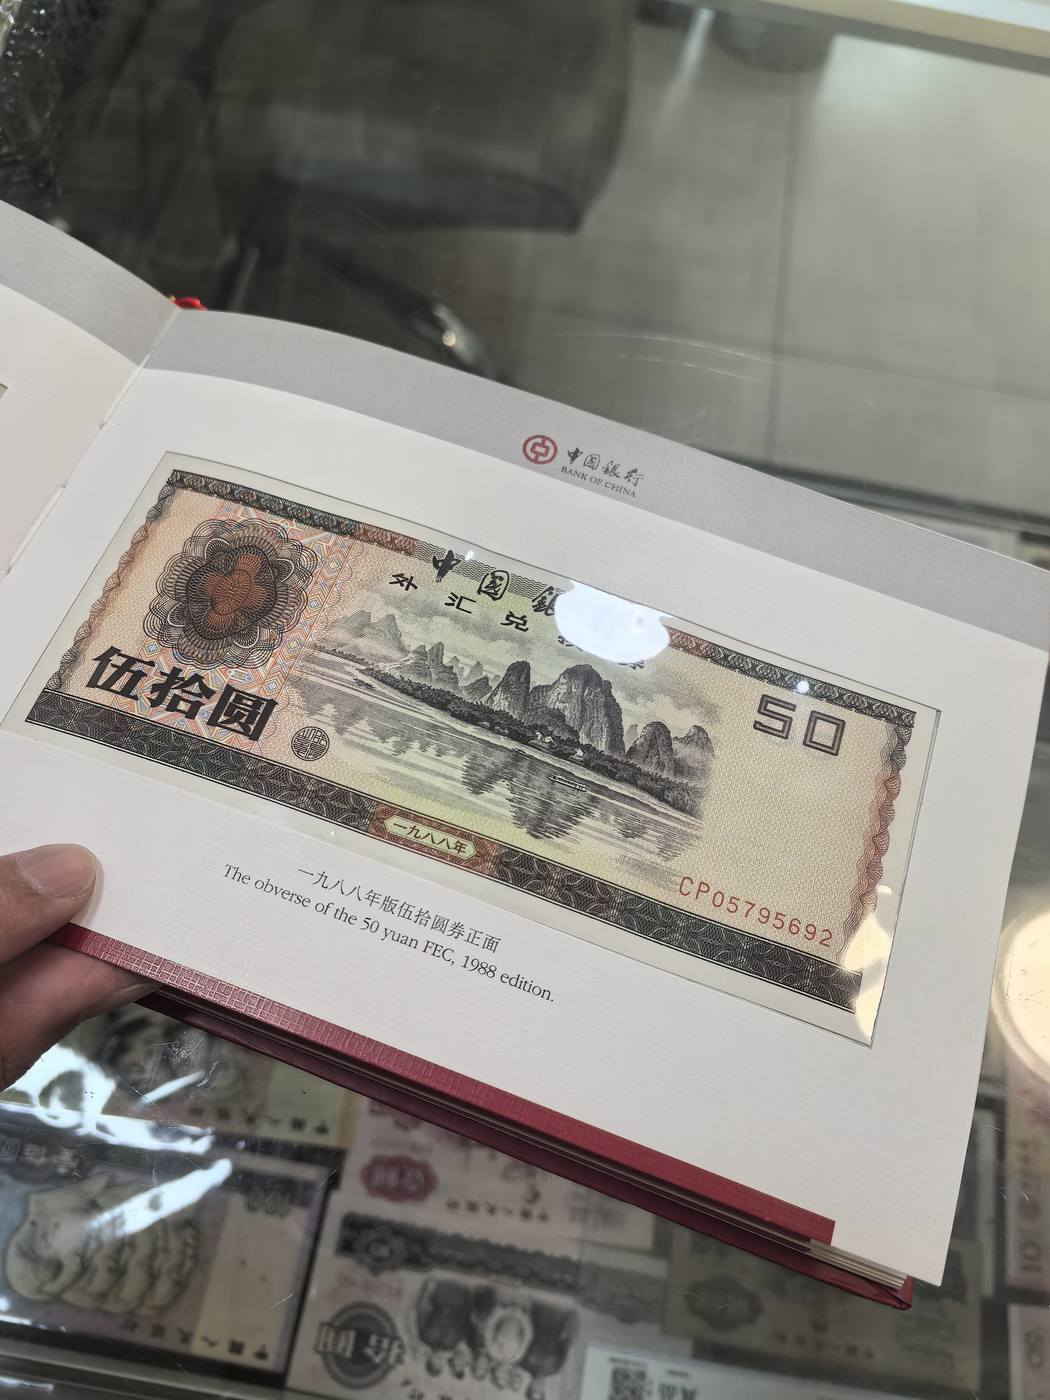 中国銀行
BANK OF CHINA
中国
外汇兑
伍拾圆
50
一九八八年
CP05795692
一九八八年版伍拾圆券正面
The obverse of the 50 yuan FEC, 1988 edition.